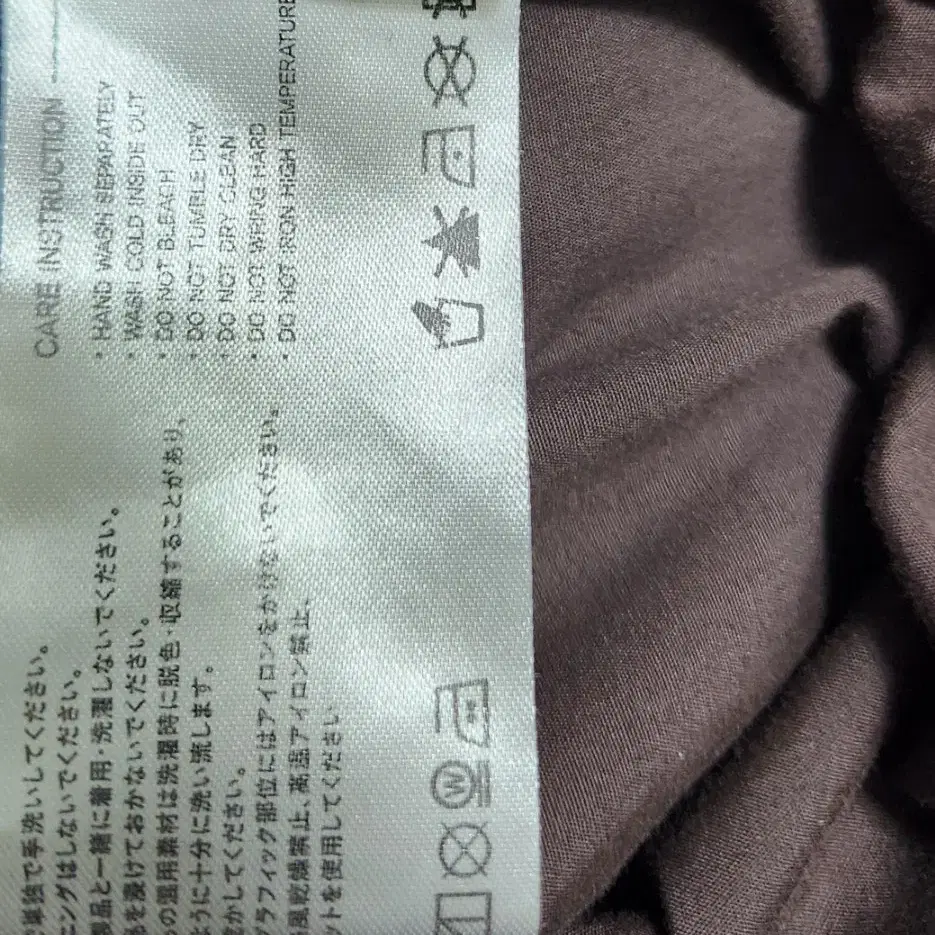 CARE INSTRUCTION
・HAND WASH SEPARATELY
・WASH COLD INSIDE OUT
・DO NOT BLEACH
・DO NOT TUMBLE DRY
・DO NOT DRY CLEAN
・DO NOT WRING HARD
・DO NOT IRON HIGH TEMPERATURE
単独で手洗いしてください。
ニングはしないでください。
製品と一緒に着用・洗濯しないでください。
を浸けておかないでください。
の混用素材は洗濯時に脱色・収縮することがあり、
ように十分に洗い流します。
かしてください。
グラフィック部位にはアイロンをかけないでください。
風乾燥禁止、高温アイロン禁止、
ットを使用してください
W